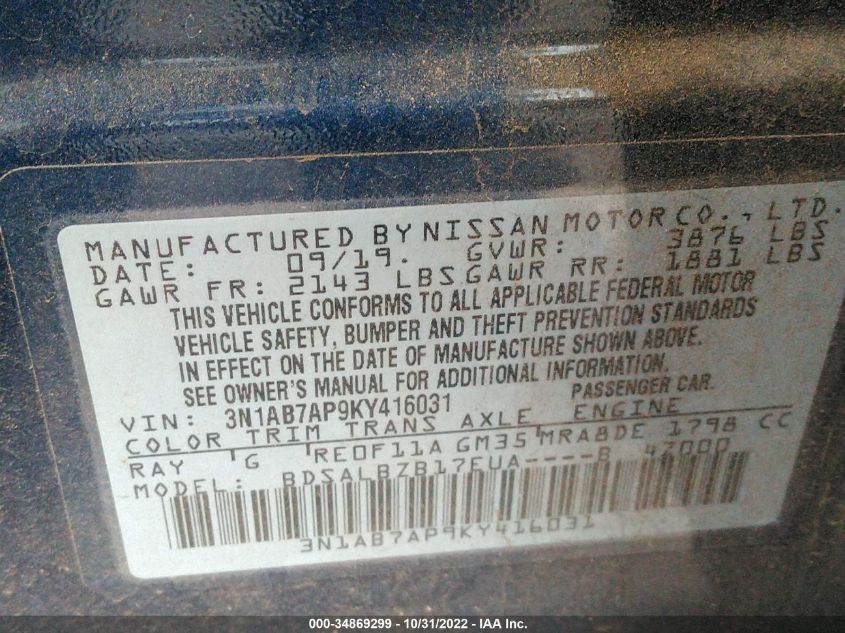 MANUFACTURED BY NISSAN MOTOR CO., LTD.
DATE: 09/19. GVWR: 3876 LBS
GAWR FR: 2143 LBS GAWR RR: 1881 LBS
THIS VEHICLE CONFORMS TO ALL APPLICABLE FEDERAL MOTOR
VEHICLE SAFETY, BUMPER AND THEFT PREVENTION STANDARDS
IN EFFECT ON THE DATE OF MANUFACTURE SHOWN ABOVE.
SEE OWNER'S MANUAL FOR ADDITIONAL INFORMATION.
VIN: 3N1AB7AP9KY416031 PASSENGER CAR
COLOR TRIM TRANS AXLE ENGINE
RAY G RE0F11A GM35 MRA8DE 1798 CC
MODEL: BDSALBZB17EUA----B 4Z000
3N1AB7AP9KY416031
000-34869299 - 10/31/2022 - IAA Inc.